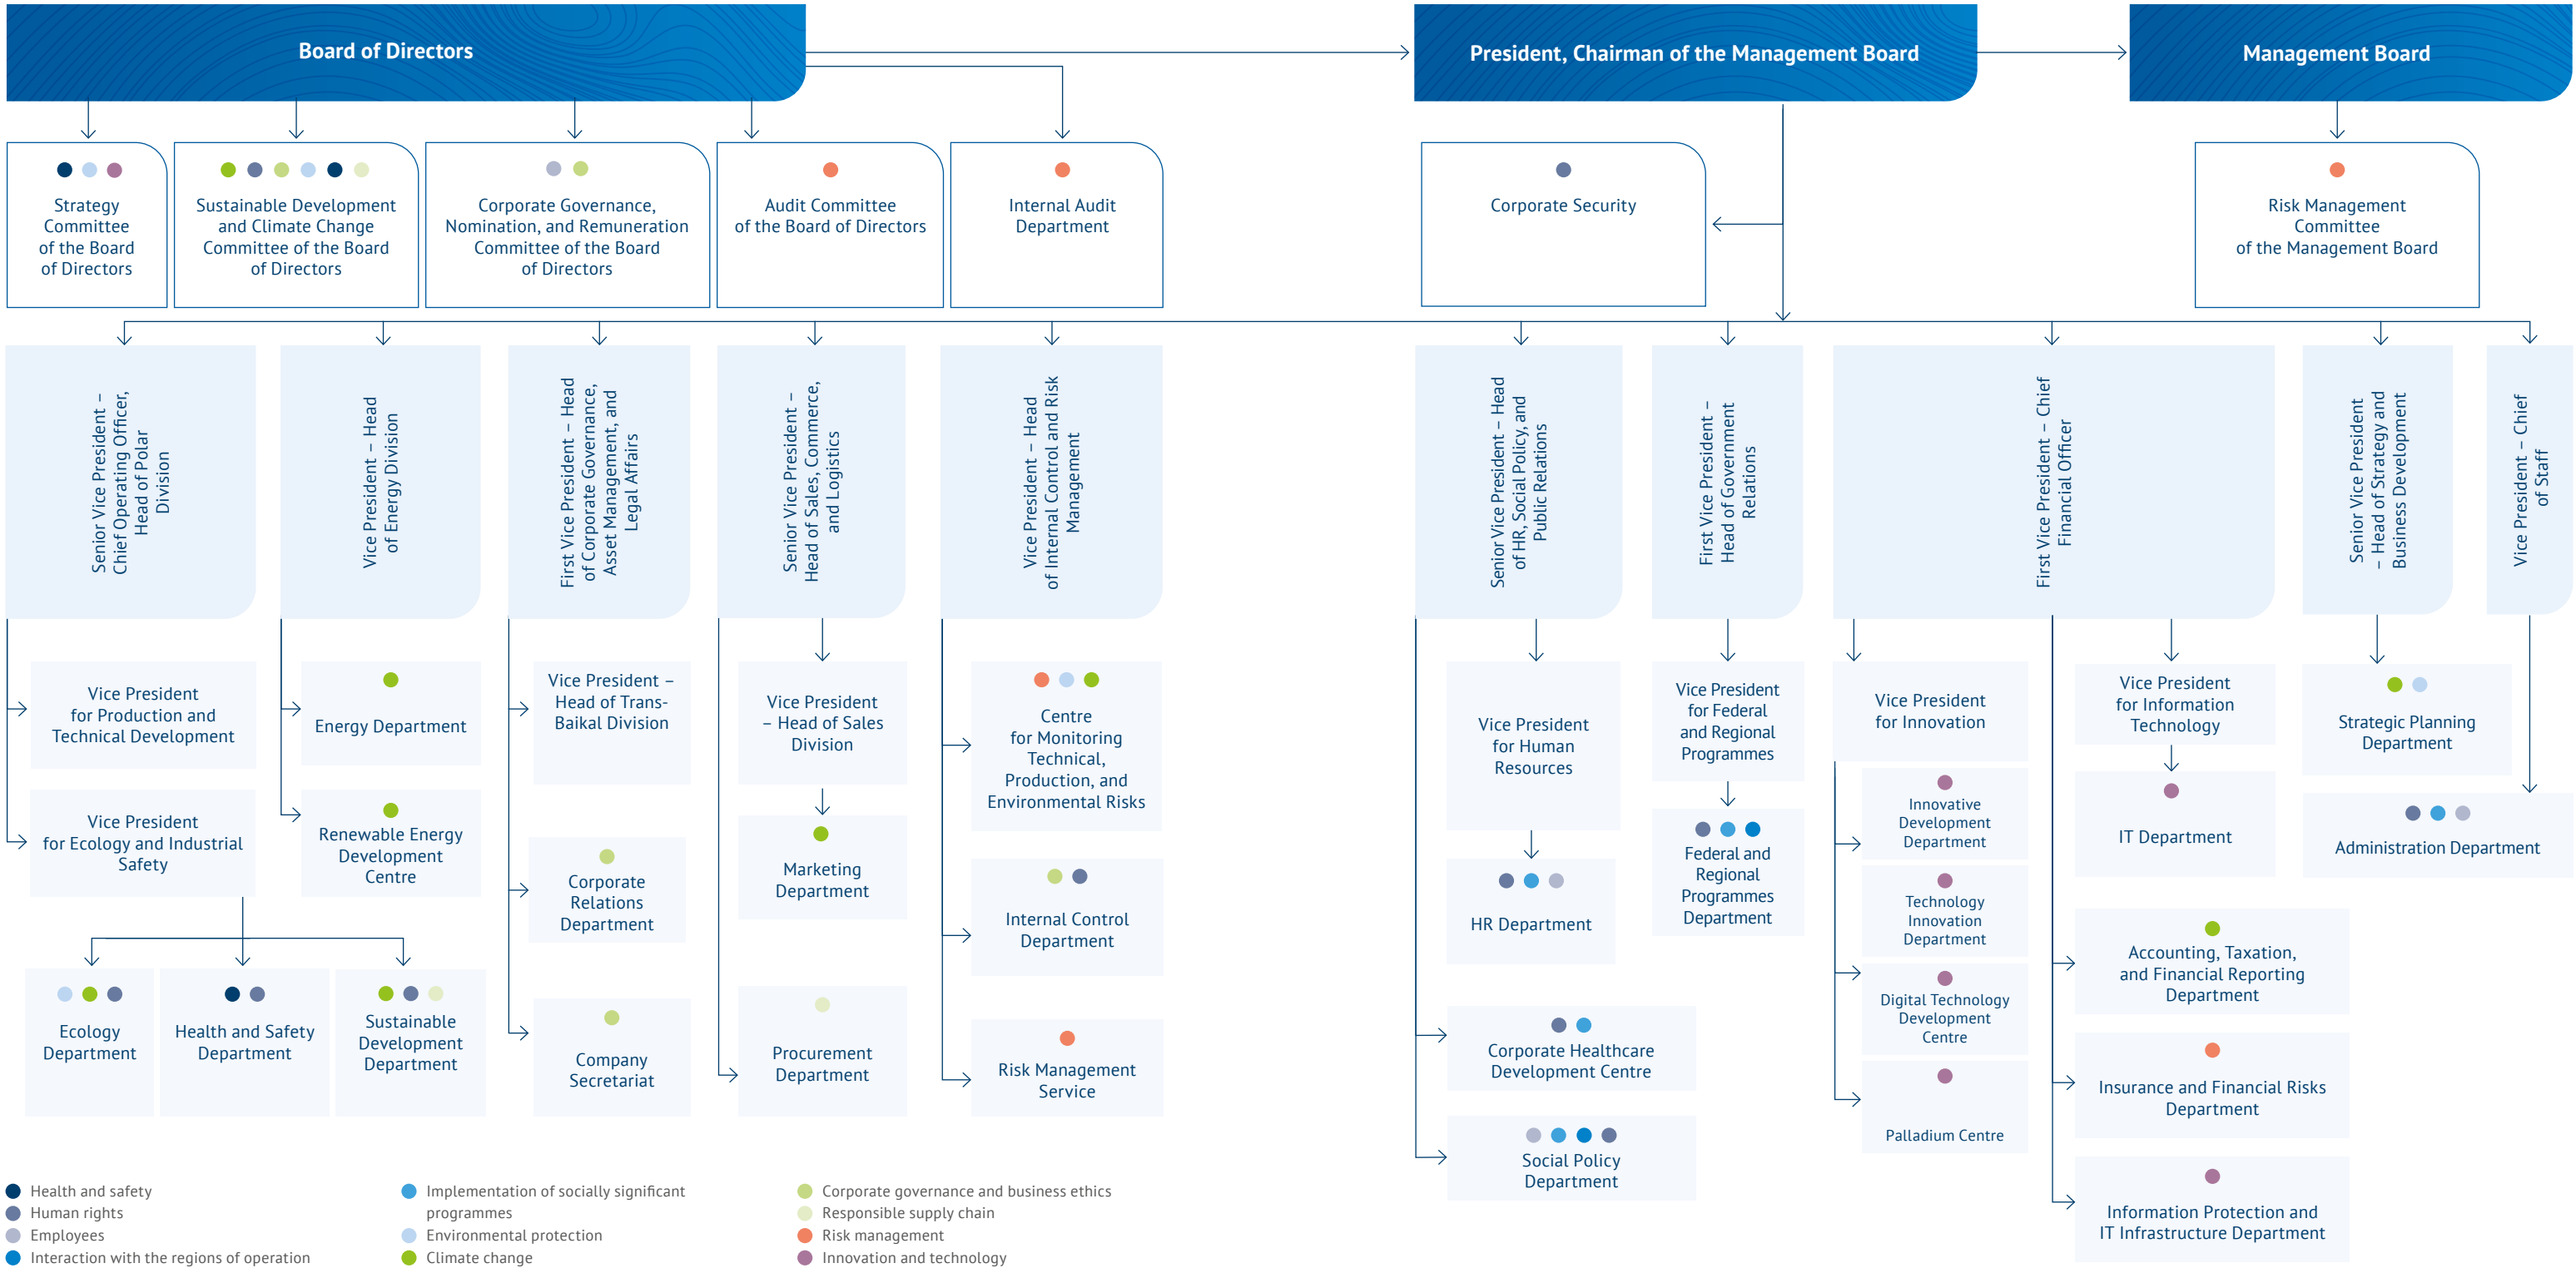 Board of Directors
President, Chairman of the Management Board
Management Board
Strategy
Committee
of the Board
of Directors
Sustainable Development
and Climate Change
Committee of the Board
of Directors
Corporate Governance,
Nomination, and Remuneration
Committee of the Board
of Directors
Audit Committee
of the Board of Directors
Internal Audit
Department
Corporate Security
Risk Management
Committee
of the Management Board
Senior Vice President –
Chief Operating Officer,
Head of Polar
Division
Vice President – Head
of Energy Division
First Vice President – Head
of Corporate Governance,
Asset Management, and
Legal Affairs
Senior Vice President –
Head of Sales, Commerce,
and Logistics
Vice President – Head
of Internal Control and Risk
Management
Senior Vice President – Head
of HR, Social Policy, and
Public Relations
First Vice President –
Head of Government
Relations
First Vice President – Chief
Financial Officer
Senior Vice President
– Head of Strategy and
Business Development
Vice President – Chief
of Staff
Vice President
for Production and
Technical Development
Vice President
for Ecology and Industrial
Safety
Ecology
Department
Health and Safety
Department
Sustainable
Development
Department
Energy Department
Renewable Energy
Development
Centre
Vice President –
Head of Trans-
Baikal Division
Corporate
Relations
Department
Company
Secretariat
Vice President
– Head of Sales
Division
Marketing
Department
Procurement
Department
Centre
for Monitoring
Technical,
Production, and
Environmental Risks
Internal Control
Department
Risk Management
Service
Vice President
for Human
Resources
HR Department
Corporate Healthcare
Development Centre
Social Policy
Department
Vice President
for Federal
and Regional
Programmes
Federal and
Regional
Programmes
Department
Vice President
for Innovation
Innovative
Development
Department
Technology
Innovation
Department
Digital Technology
Development
Centre
Palladium Centre
Vice President
for Information
Technology
IT Department
Accounting, Taxation,
and Financial Reporting
Department
Insurance and Financial Risks
Department
Information Protection and
IT Infrastructure Department
Strategic Planning
Department
Administration Department
Health and safety
Human rights
Employees
Interaction with the regions of operation
Implementation of socially significant
programmes
Environmental protection
Climate change
Corporate governance and business ethics
Responsible supply chain
Risk management
Innovation and technology